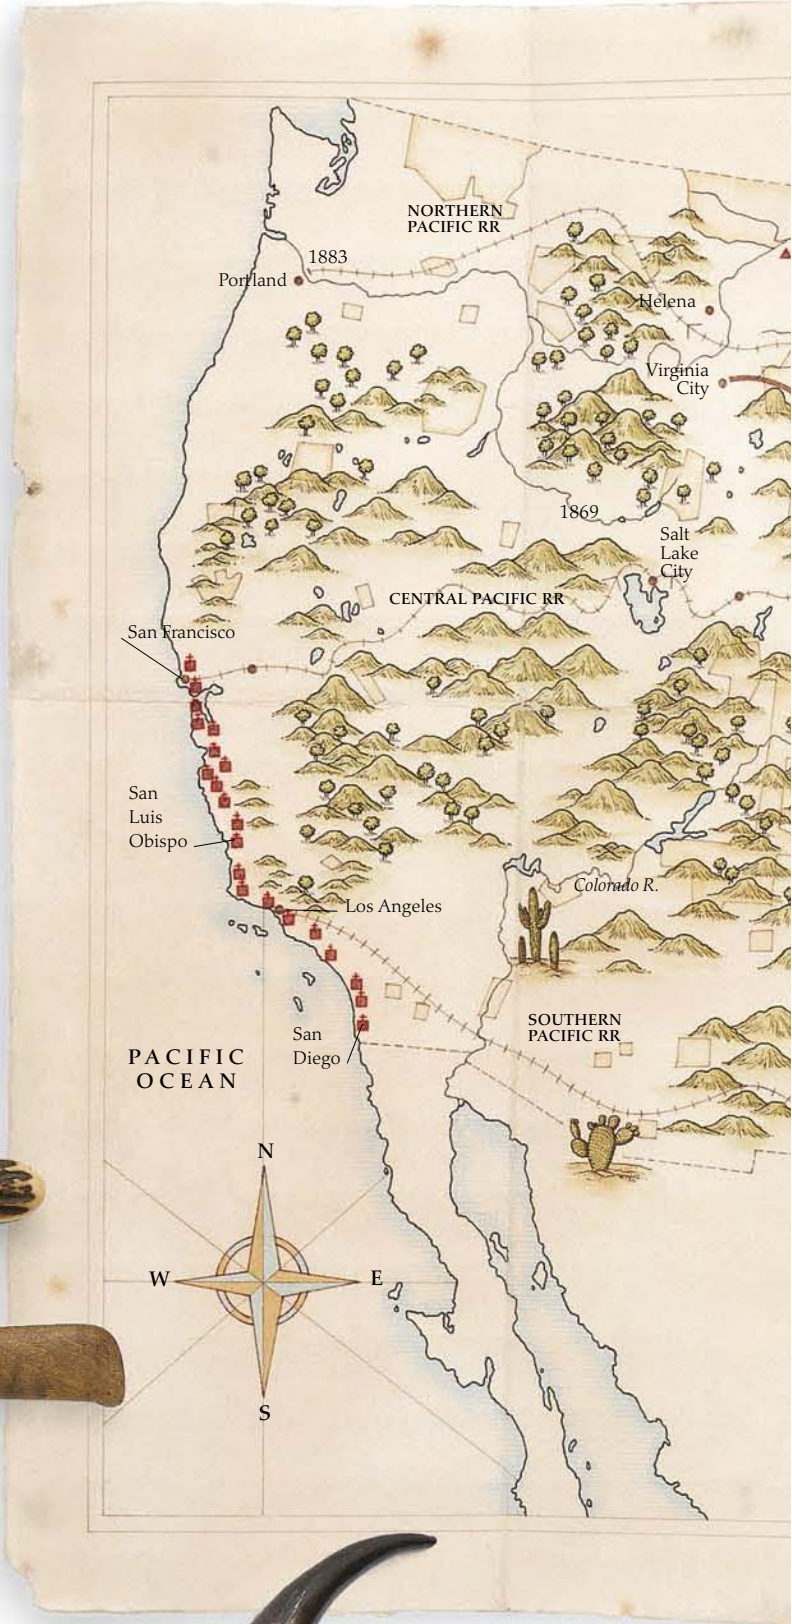 NORTHERN
PACIFIC RR
1883
Portland
Helena
Virginia
City
1869
Salt
Lake
City
CENTRAL PACIFIC RR
San Francisco
San
Luis
Obispo
Colorado R.
Los Angeles
SOUTHERN
PACIFIC RR
San
Diego
PACIFIC
OCEAN
N
W
E
S